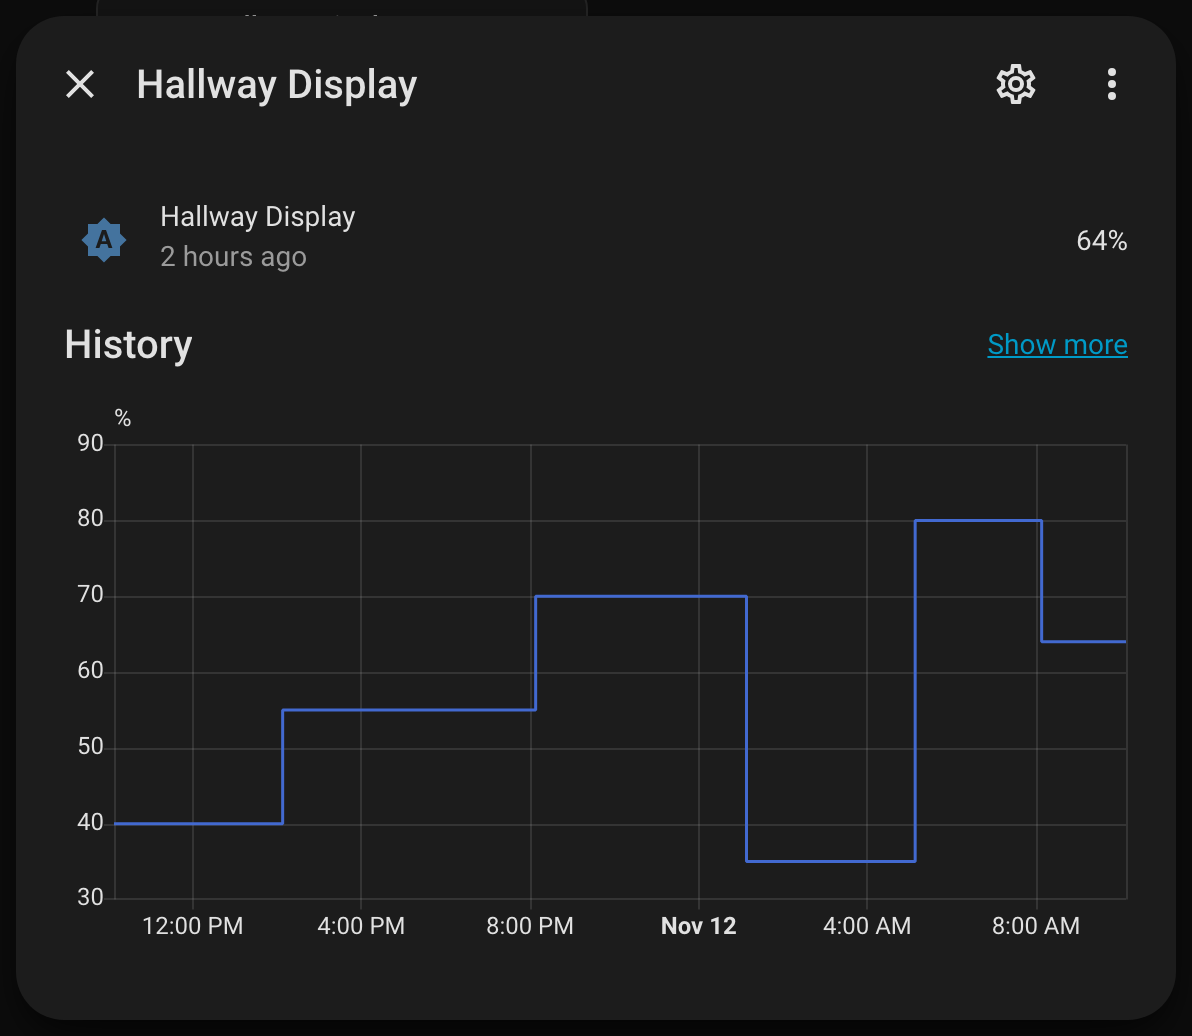 Hallway Display
A
Hallway Display
2 hours ago
64%
History
Show more
%
90
80
70
60
50
40
30
12:00 PM
4:00 PM
8:00 PM
Nov 12
4:00 AM
8:00 AM